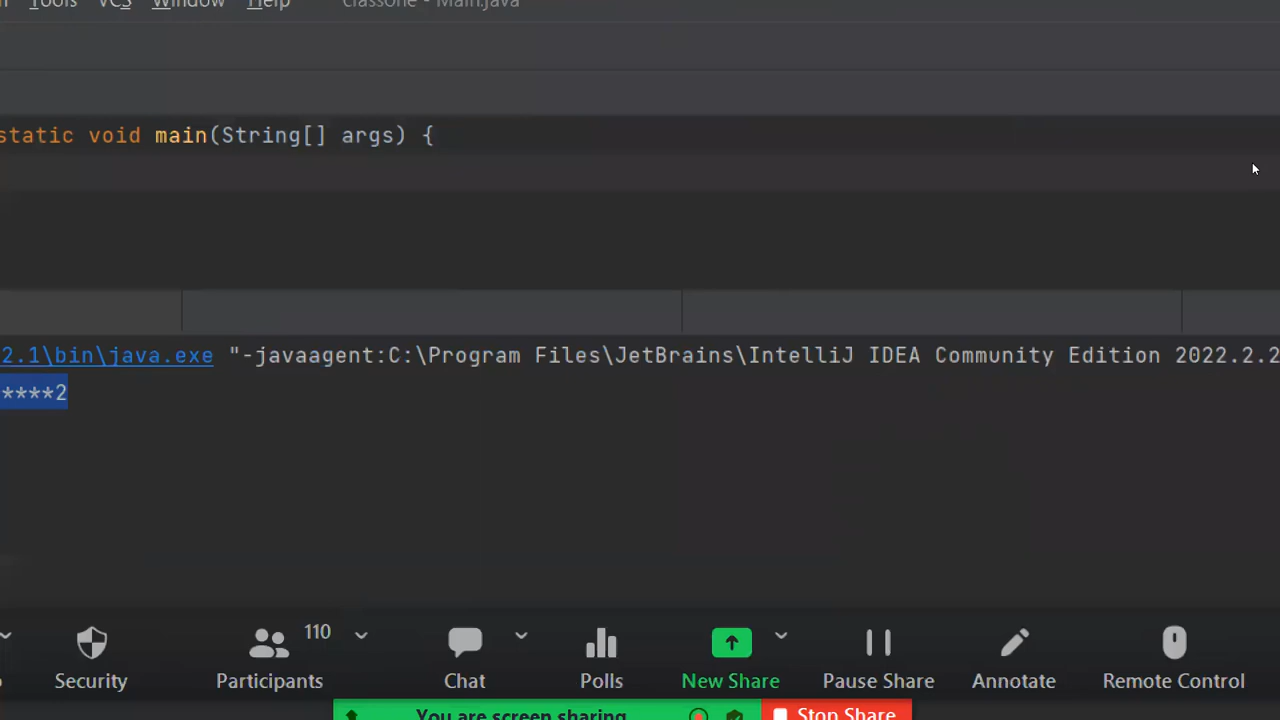 Tools VCS Window Help classone - Main.java
static void main(String[] args) {
2.1\bin\java.exe "-javaagent:C:\Program Files\JetBrains\IntelliJ IDEA Community Edition 2022.2.2
****2
110
Security Participants Chat Polls New Share Pause Share Annotate Remote Control
You are screen sharing Stop Share